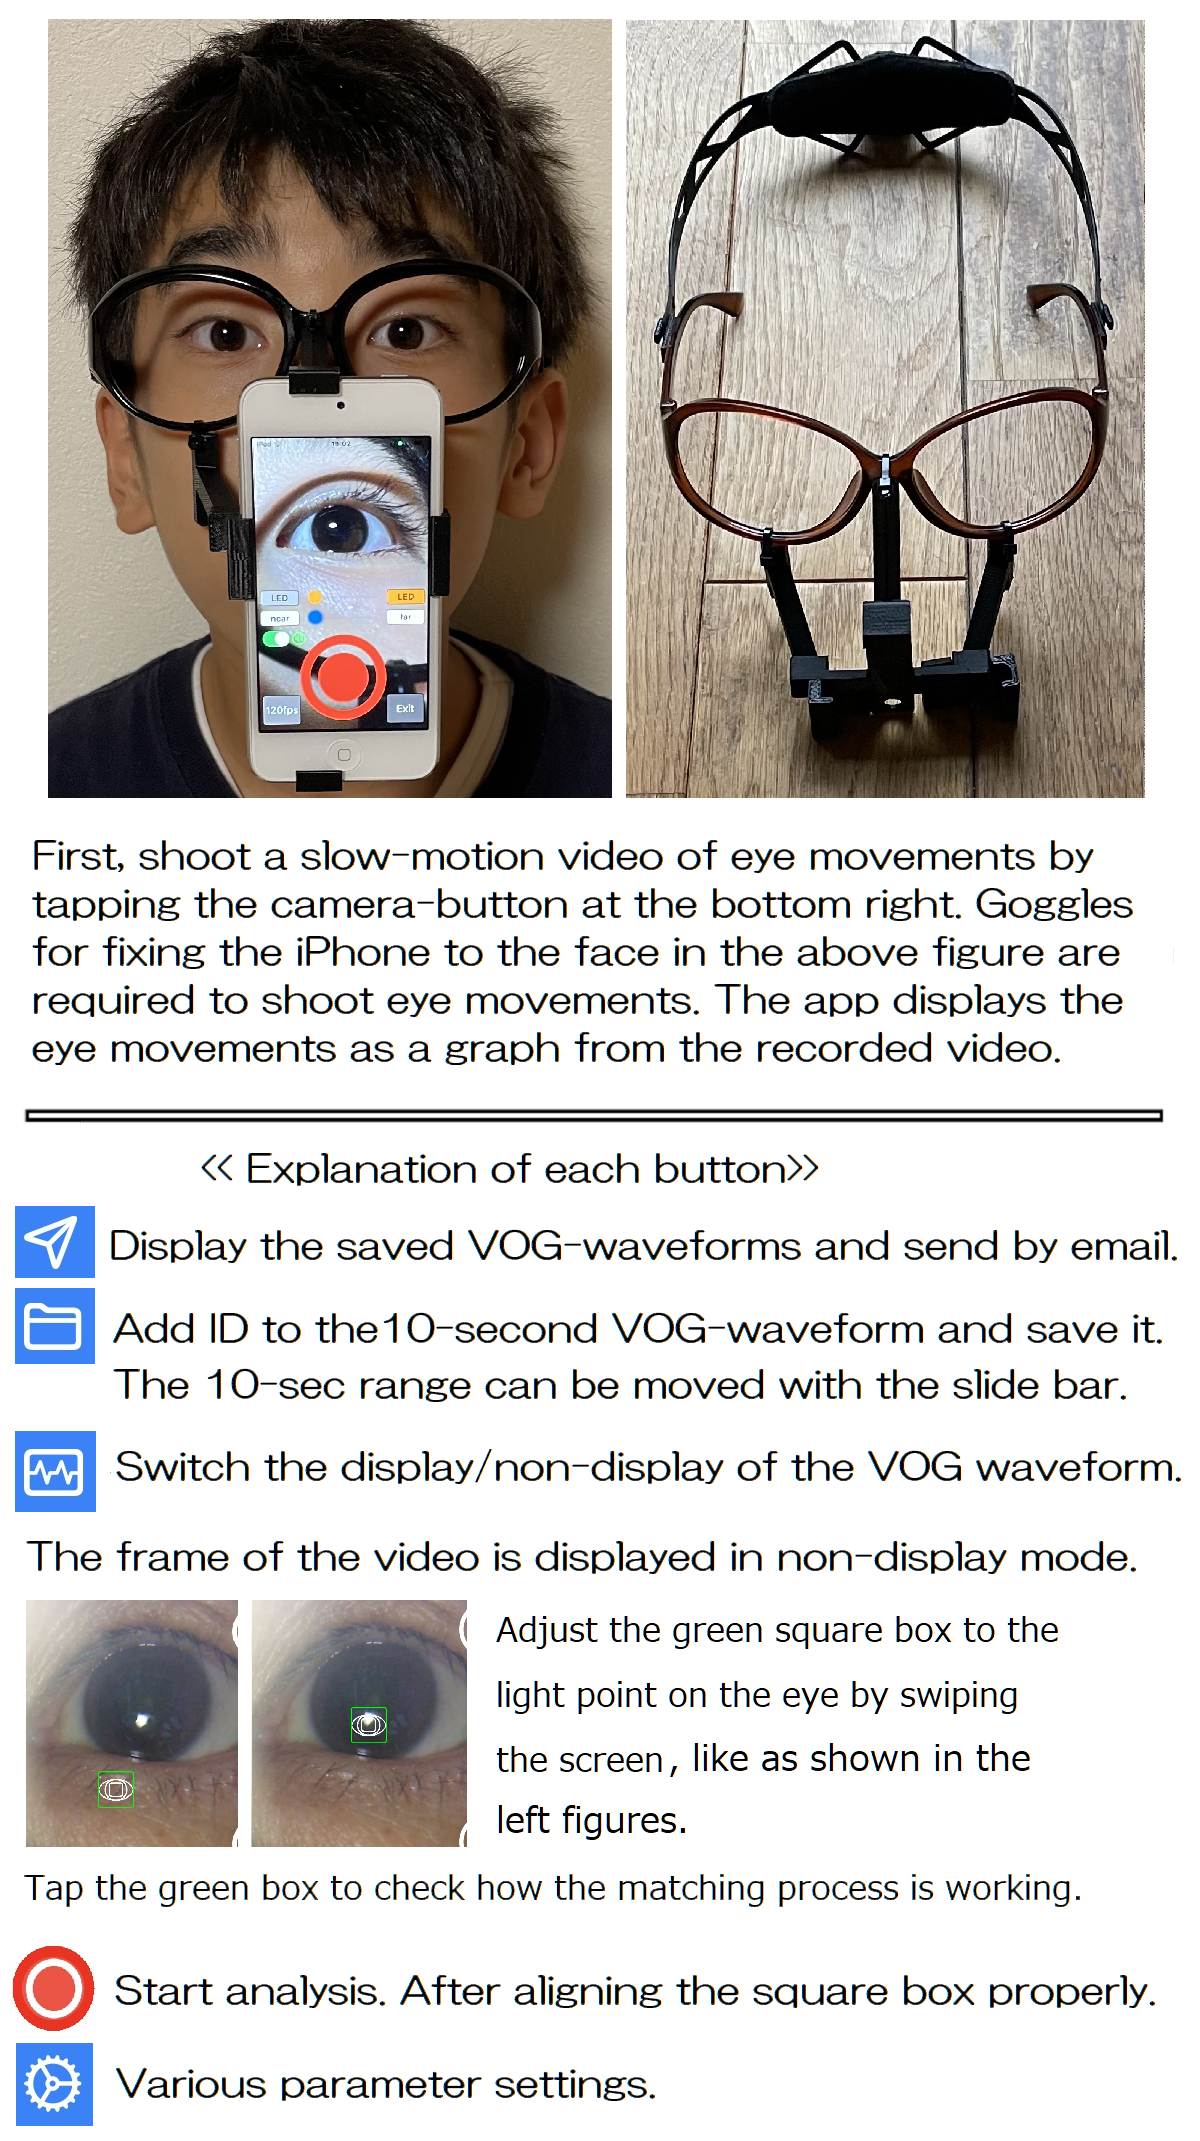 iPod
15:02
LED
LED
near
far
120fps
Exit
First, shoot a slow-motion video of eye movements by
tapping the camera-button at the bottom right. Goggles
for fixing the iPhone to the face in the above figure are
required to shoot eye movements. The app displays the
eye movements as a graph from the recorded video.
<< Explanation of each button>>
Display the saved VOG-waveforms and send by email.
Add ID to the10-second VOG-waveform and save it.
The 10-sec range can be moved with the slide bar.
Switch the display/non-display of the VOG waveform.
The frame of the video is displayed in non-display mode.
Adjust the green square box to the
light point on the eye by swiping
the screen, like as shown in the
left figures.
Tap the green box to check how the matching process is working.
Start analysis. After aligning the square box properly.
Various parameter settings.